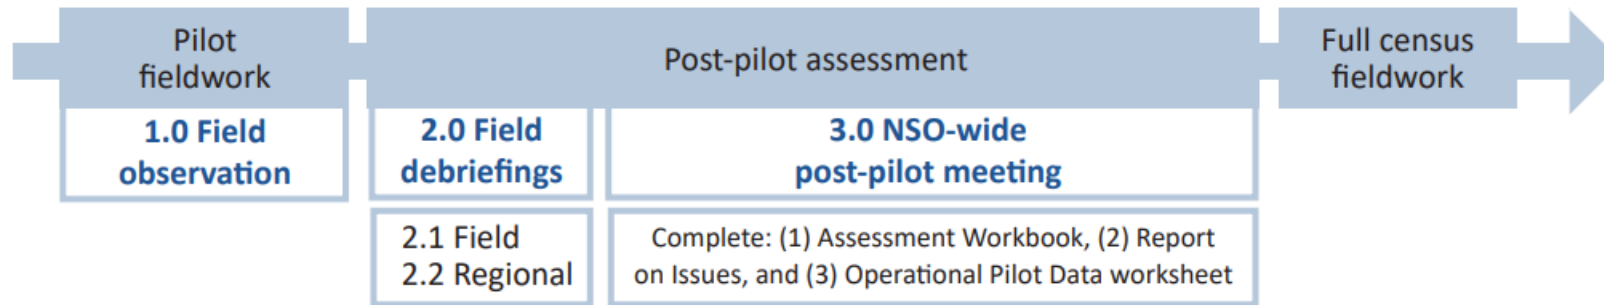 Pilot
fieldwork
Post-pilot assessment
Full census
fieldwork
1.0 Field
observation
2.0 Field
debriefings
3.0 NSO-wide
post-pilot meeting
2.1 Field
2.2 Regional
Complete: (1) Assessment Workbook, (2) Report
on Issues, and (3) Operational Pilot Data worksheet